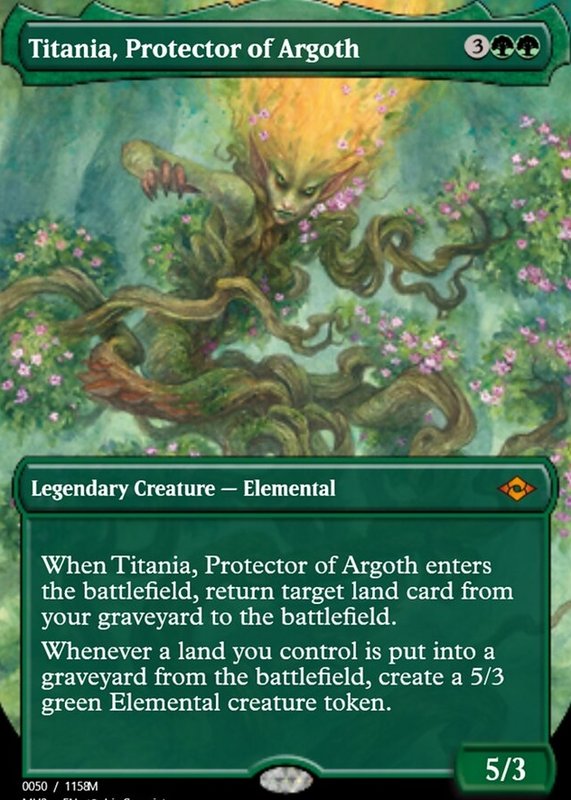 Titania, Protector of Argoth 3
Legendary Creature — Elemental
When Titania, Protector of Argoth enters
the battlefield, return target land card from
your graveyard to the battlefield.
Whenever a land you control is put into a
graveyard from the battlefield, create a 5/3
green Elemental creature token.
5/3
0050 / 1158M